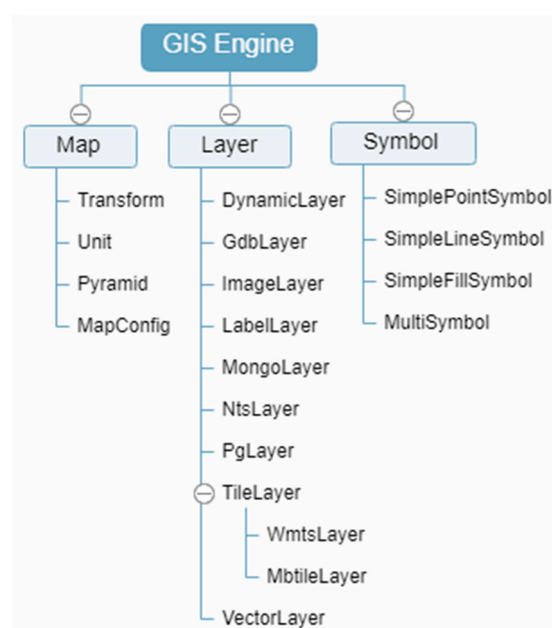 GIS Engine
Map
Transform
Unit
Pyramid
MapConfig
Layer
DynamicLayer
GdbLayer
ImageLayer
LabelLayer
MongoLayer
NtsLayer
PgLayer
TileLayer
WmtsLayer
MbtileLayer
VectorLayer
Symbol
SimplePointSymbol
SimpleLineSymbol
SimpleFillSymbol
MultiSymbol